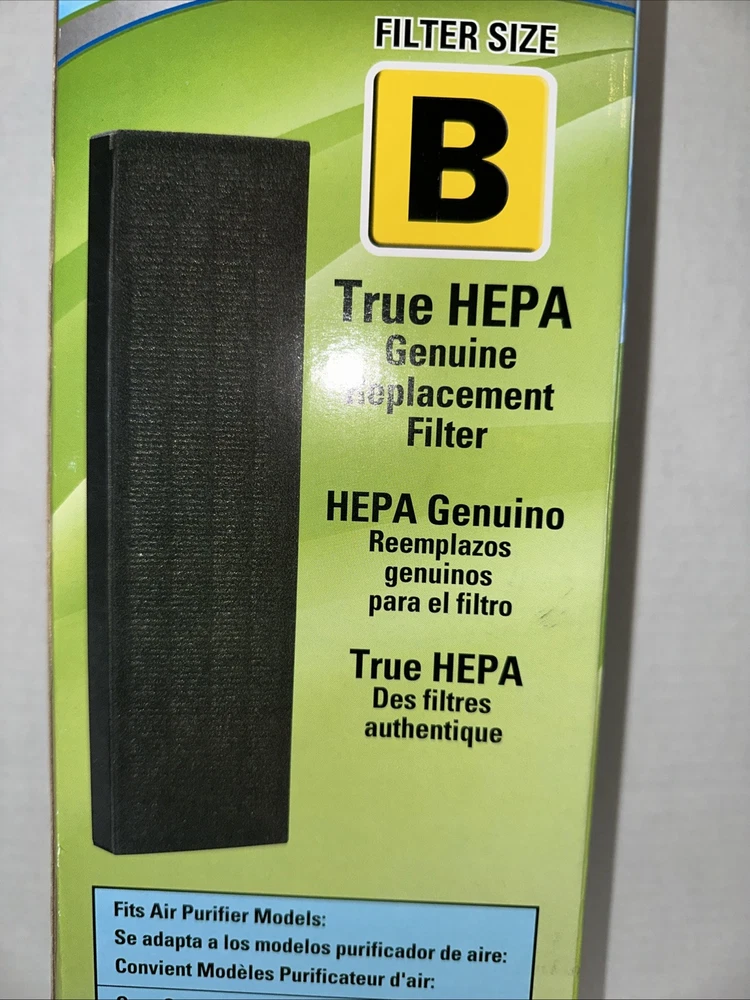 FILTER SIZE
B
True HEPA
Genuine
Replacement
Filter
HEPA Genuino
Reemplazos
genuinos
para el filtro
True HEPA
Des filtres
authentique
Fits Air Purifier Models:
Se adapta a los modelos purificador de aire:
Convient Modèles Purificateur d'air: